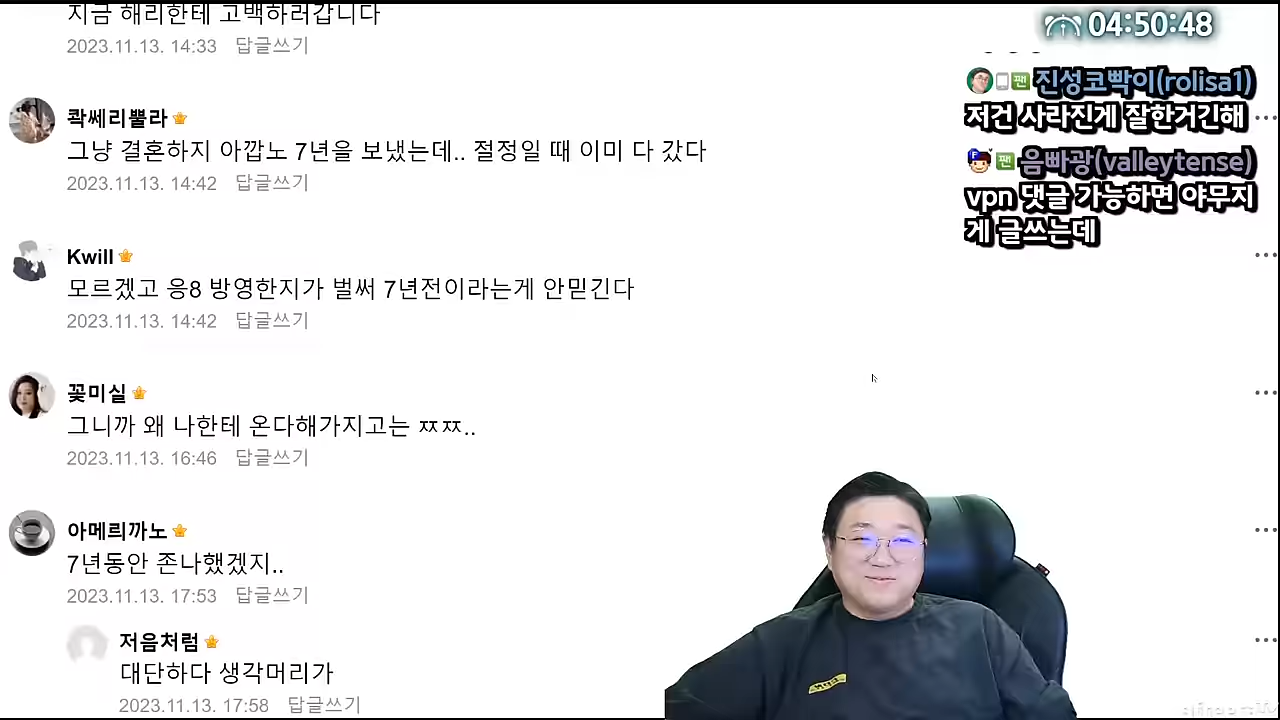 지금 해리한테 고백하러갑니다
2023.11.13. 14:33 답글쓰기
콱쎄리뿔라
그냥 결혼하지 아깝노 7년을 보냈는데.. 절정일 때 이미 다 갔다
2023.11.13. 14:42 답글쓰기
Kwill
모르겠고 응8 방영한지가 벌써 7년전이라는게 안믿긴다
2023.11.13. 14:42 답글쓰기
꽃미실
그니까 왜 나한테 온다해가지고는 ㅉㅉ..
2023.11.13. 16:46 답글쓰기
아메릐까노
7년동안 존나했겠지..
2023.11.13. 17:53 답글쓰기
저음처럼
대단하다 생각머리가
2023.11.13. 17:58 답글쓰기
04:50:48
팬 진성코빡이(rolisa1)
저건 사라진게 잘한거긴해
팬 음빠광(valleytense)
vpn 댓글 가능하면 야무지
게 글쓰는데